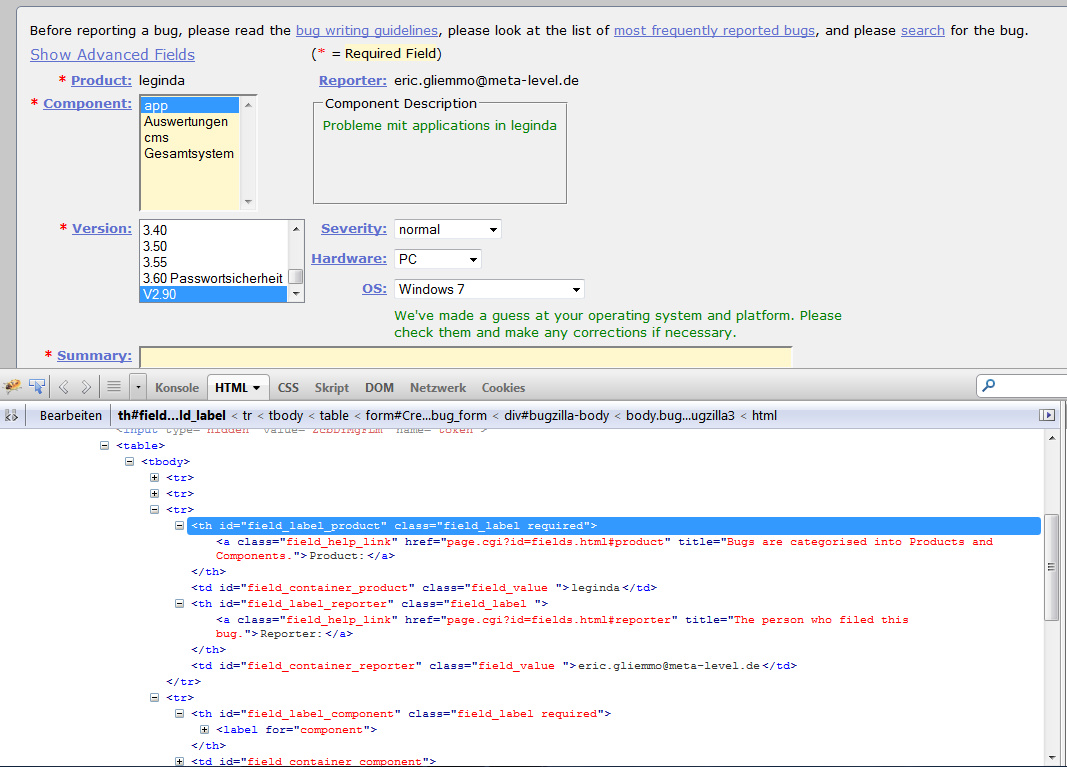 Before reporting a bug, please read the bug writing guidelines, please look at the list of most frequently reported bugs, and please search for the bug.
Show Advanced Fields (* = Required Field)
* Product: leginda Reporter: eric.gliemmo@meta-level.de
* Component: app
Auswertungen
cms
Gesamtsystem
Component Description
Probleme mit applications in leginda
* Version: 3.40
3.50
3.55
3.60 Passwortsicherheit
V2.90
Severity: normal
Hardware: PC
OS: Windows 7
We've made a guess at your operating system and platform. Please
check them and make any corrections if necessary.
* Summary:
Konsole HTML CSS Skript DOM Netzwerk Cookies
Bearbeiten th#field...ld_label < tr < tbody < table < form#Cre...bug_form < div#bugzilla-body < body.bug...ugzilla3 < html
<table>
<tbody>
<tr>
<tr>
<tr>
<th id="field_label_product" class="field_label required">
<a class="field_help_link" href="page.cgi?id=fields.html#product" title="Bugs are categorised into Products and
Components.">Product:</a>
</th>
<td id="field_container_product" class="field_value ">leginda</td>
<th id="field_label_reporter" class="field_label ">
<a class="field_help_link" href="page.cgi?id=fields.html#reporter" title="The person who filed this
bug.">Reporter:</a>
</th>
<td id="field_container_reporter" class="field_value ">eric.gliemmo@meta-level.de</td>
</tr>
<tr>
<th id="field_label_component" class="field_label required">
<label for="component">
</th>
<td id="field_container_component">